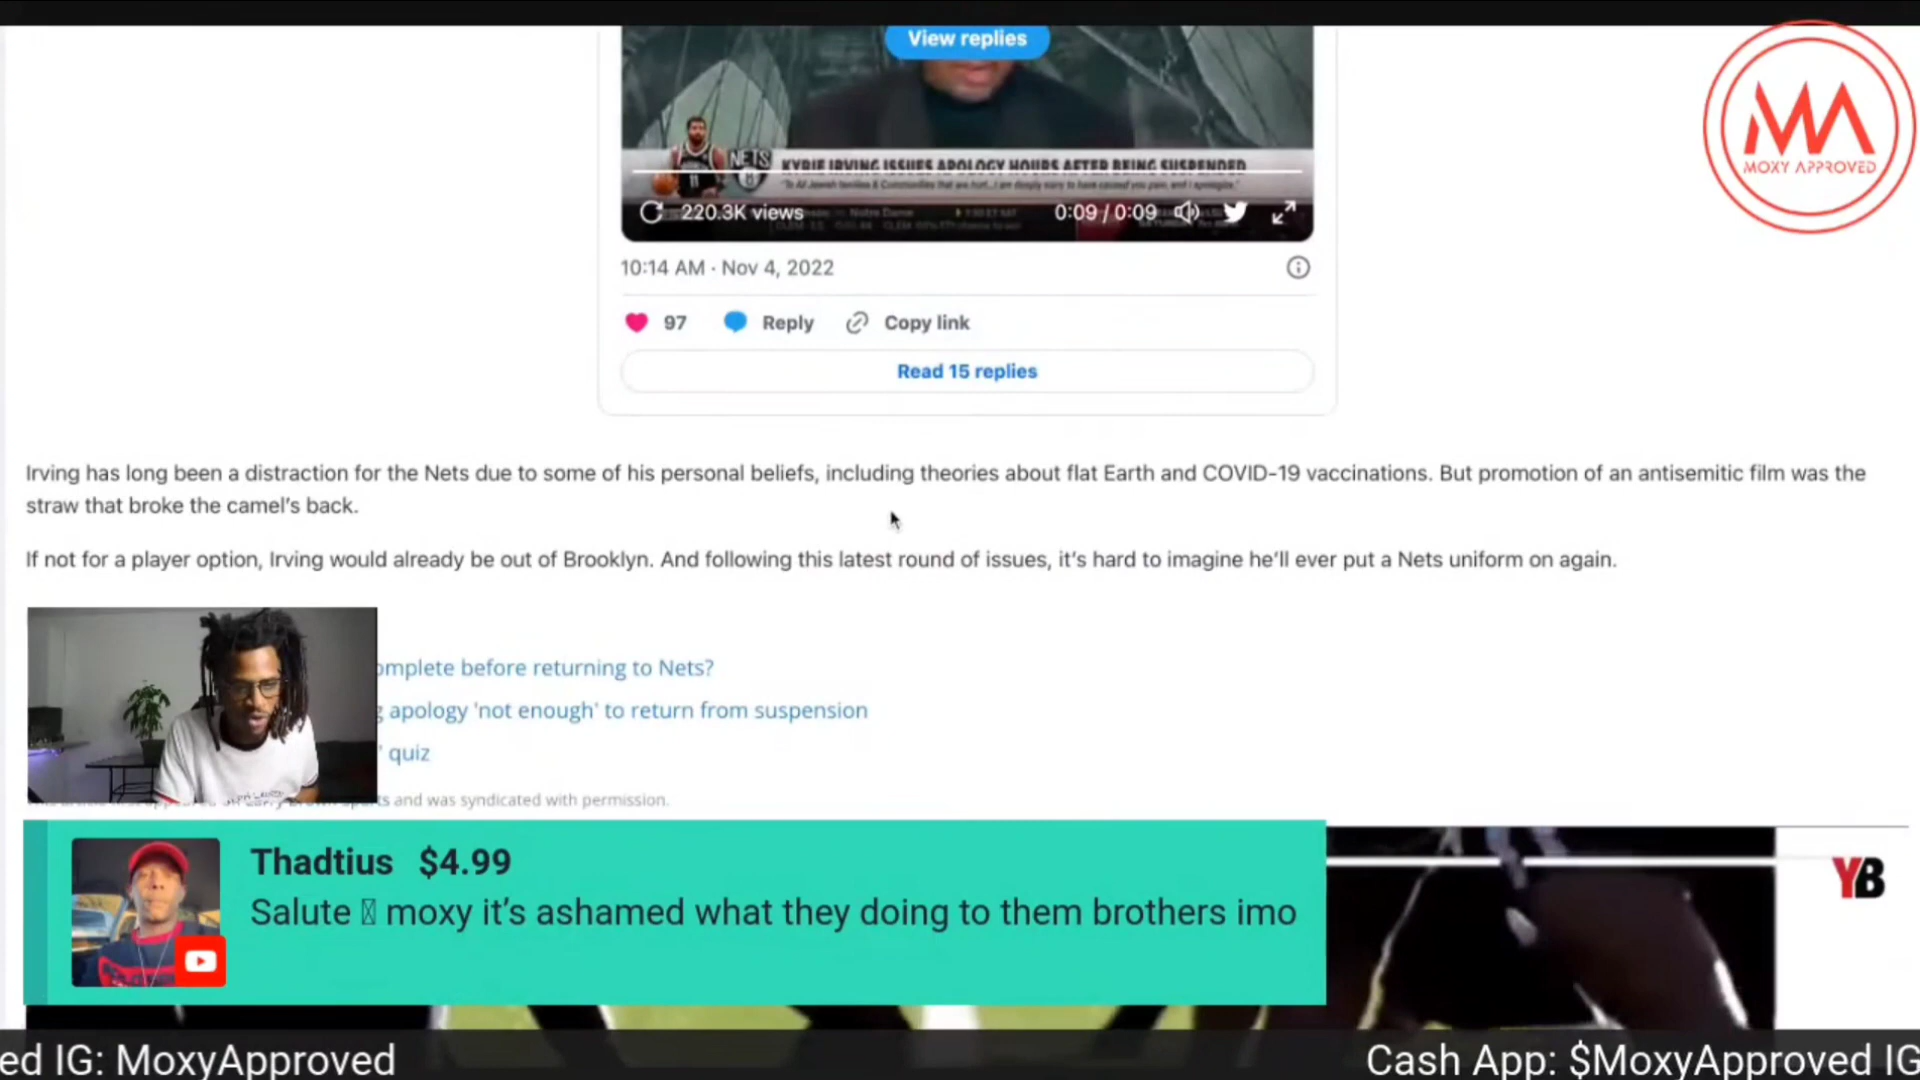 View replies
MA
MOXY APPROVED
NETS
KYRIE IRVING ISSUES APOLOGY HOURS AFTER BEING SUSPENDED
220.3K views
0:09 / 0:09
10:14 AM · Nov 4, 2022
97 Reply Copy link
Read 15 replies
Irving has long been a distraction for the Nets due to some of his personal beliefs, including theories about flat Earth and COVID-19 vaccinations. But promotion of an antisemitic film was the
straw that broke the camel's back.
If not for a player option, Irving would already be out of Brooklyn. And following this latest round of issues, it's hard to imagine he'll ever put a Nets uniform on again.
omplete before returning to Nets?
g apology 'not enough' to return from suspension
' quiz
ts and was syndicated with permission.
Thadtius $4.99
Salute moxy it's ashamed what they doing to them brothers imo
YB
ed IG: MoxyApproved
Cash App: $MoxyApproved IG